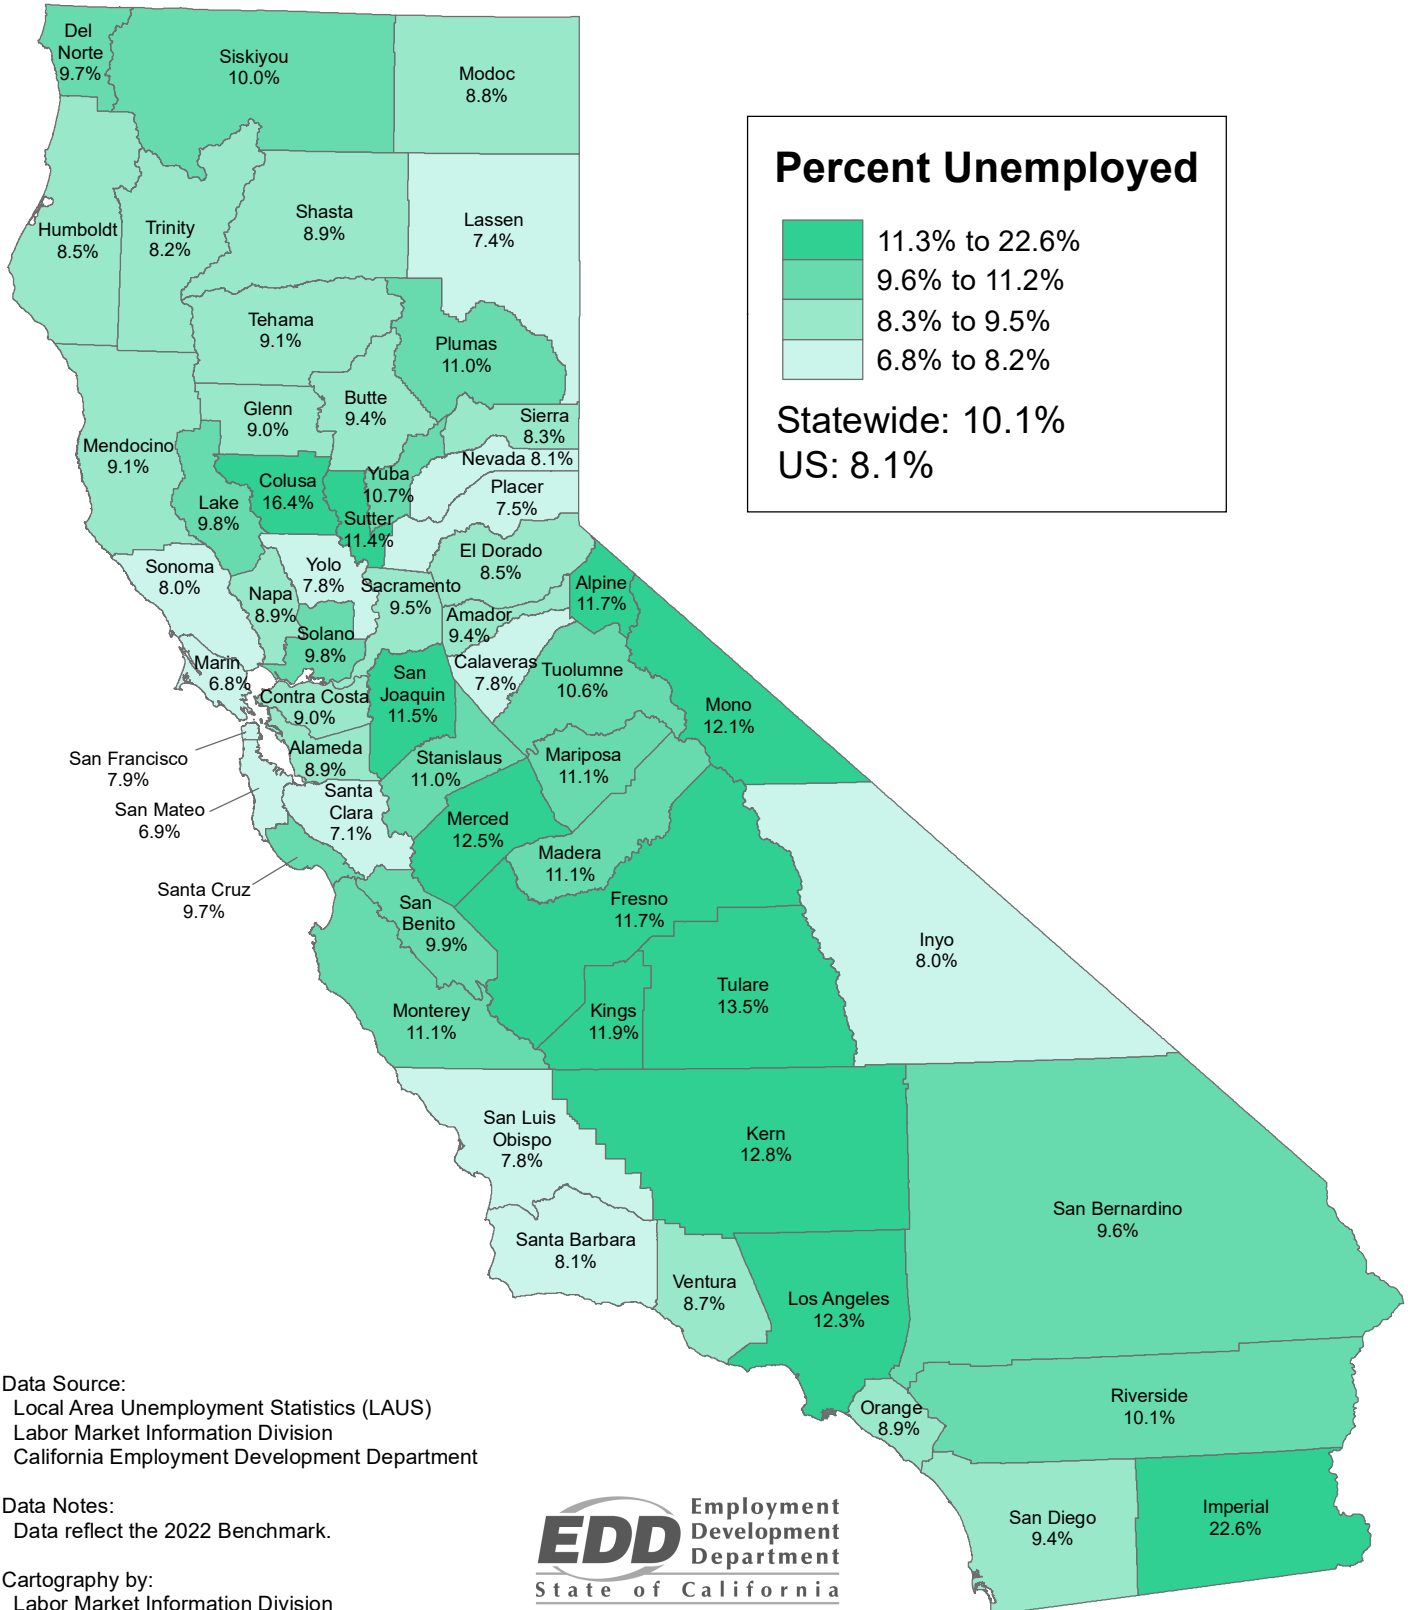 Del
Norte
9.7%
Siskiyou
10.0%
Modoc
8.8%
Percent Unemployed
11.3% to 22.6%
9.6% to 11.2%
8.3% to 9.5%
6.8% to 8.2%
Statewide: 10.1%
US: 8.1%
Humboldt
8.5%
Trinity
8.2%
Shasta
8.9%
Lassen
7.4%
Tehama
9.1%
Plumas
11.0%
Glenn
9.0%
Butte
9.4%
Sierra
8.3%
Mendocino
9.1%
Nevada 8.1%
Lake
9.8%
Colusa
16.4%
Yuba
10.7%
Placer
7.5%
Sutter
11.4%
Sonoma
8.0%
Yolo
7.8%
El Dorado
8.5%
Napa
8.9%
Sacramento
9.5%
Alpine
11.7%
Amador
9.4%
Solano
9.8%
Marin
6.8%
Calaveras
7.8%
Tuolumne
10.6%
San
Joaquin
11.5%
Contra Costa
9.0%
Mono
12.1%
San Francisco
7.9%
Alameda
8.9%
Stanislaus
11.0%
Mariposa
11.1%
San Mateo
6.9%
Santa
Clara
7.1%
Merced
12.5%
Madera
11.1%
Santa Cruz
9.7%
San
Benito
9.9%
Fresno
11.7%
Inyo
8.0%
Monterey
11.1%
Kings
11.9%
Tulare
13.5%
San Luis
Obispo
7.8%
Kern
12.8%
San Bernardino
9.6%
Santa Barbara
8.1%
Ventura
8.7%
Los Angeles
12.3%
Orange
8.9%
Riverside
10.1%
San Diego
9.4%
Imperial
22.6%
Data Source:
Local Area Unemployment Statistics (LAUS)
Labor Market Information Division
California Employment Development Department
Data Notes:
Data reflect the 2022 Benchmark.
Cartography by:
Labor Market Information Division
EDD
Employment
Development
Department
State of California